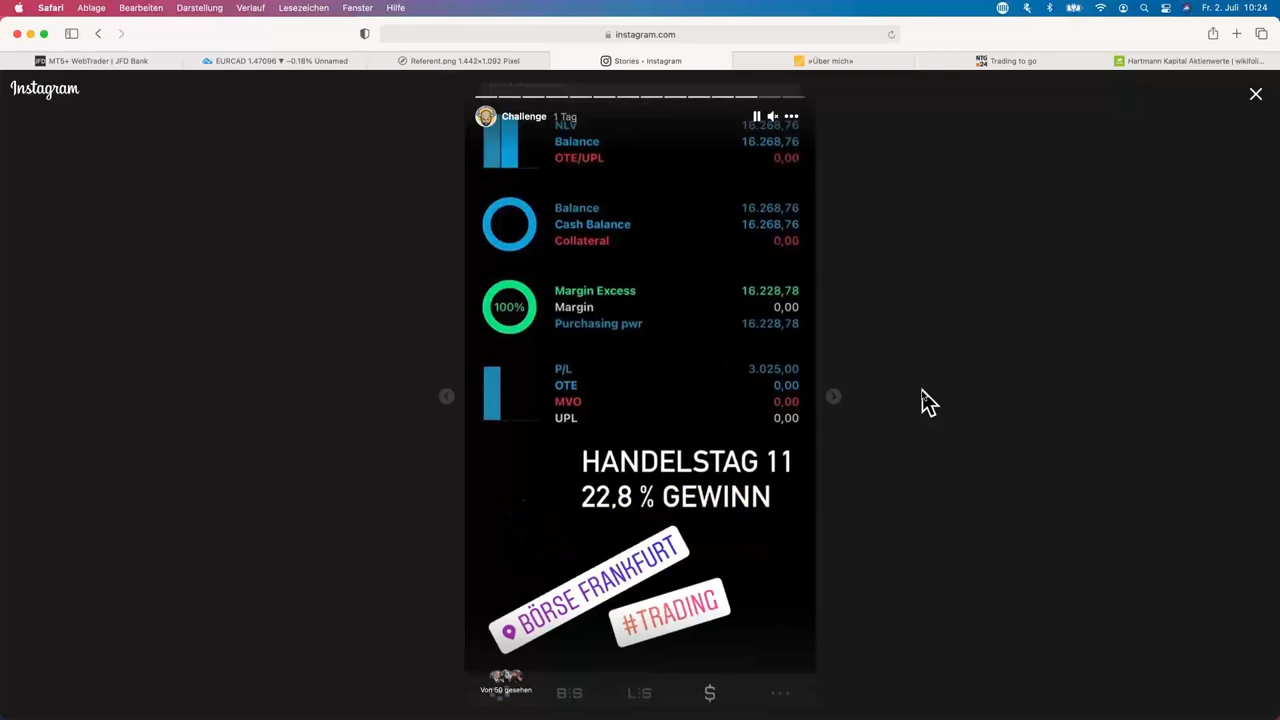 Safari Ablage Bearbeiten Darstellung Verlauf Lesezeichen Fenster Hilfe Fr. 2. Juli 10:24
instagram.com
MT5+ WebTrader | JFD Bank
EURCAD 1.47096 ▼ −0.18% Unnamed
Referent.png 1.442×1.092 Pixel
Stories • Instagram
»Über mich«
Trading to go
Hartmann Kapital Aktienwerte | wikifoli...
Instagram
Challenge 1 Tag
NLV 16.268,76
Balance 16.268,76
OTE/UPL 0,00
Balance 16.268,76
Cash Balance 16.268,76
Collateral 0,00
100%
Margin Excess 16.228,78
Margin 0,00
Purchasing pwr 16.228,78
P/L 3.025,00
OTE 0,00
MVO 0,00
UPL 0,00
HANDELSTAG 11
22,8 % GEWINN
BÖRSE FRANKFURT
#TRADING
Von 50 gesehen
B:S L:S $ ...